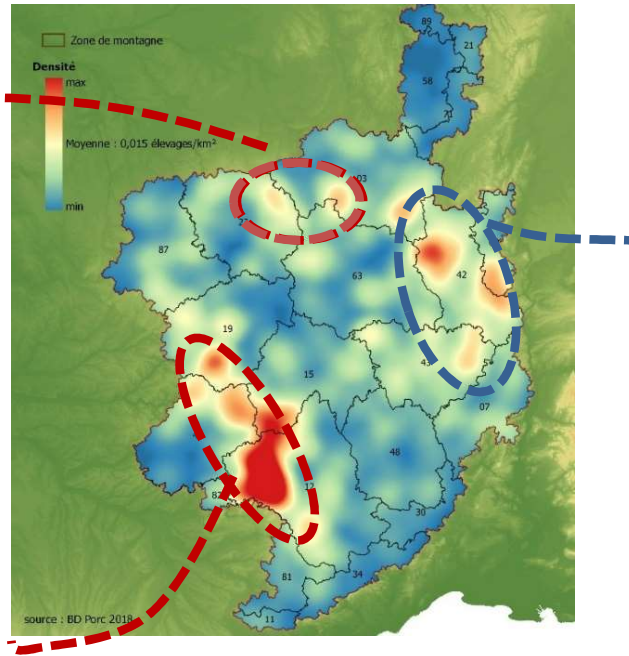 Zone de montagne
Densité
max
Moyenne : 0,015 élevages/km²
min
89
21
58
03
87
63
42
19
15
07
48
12
82
30
81
34
11
source : BD Porc 2018